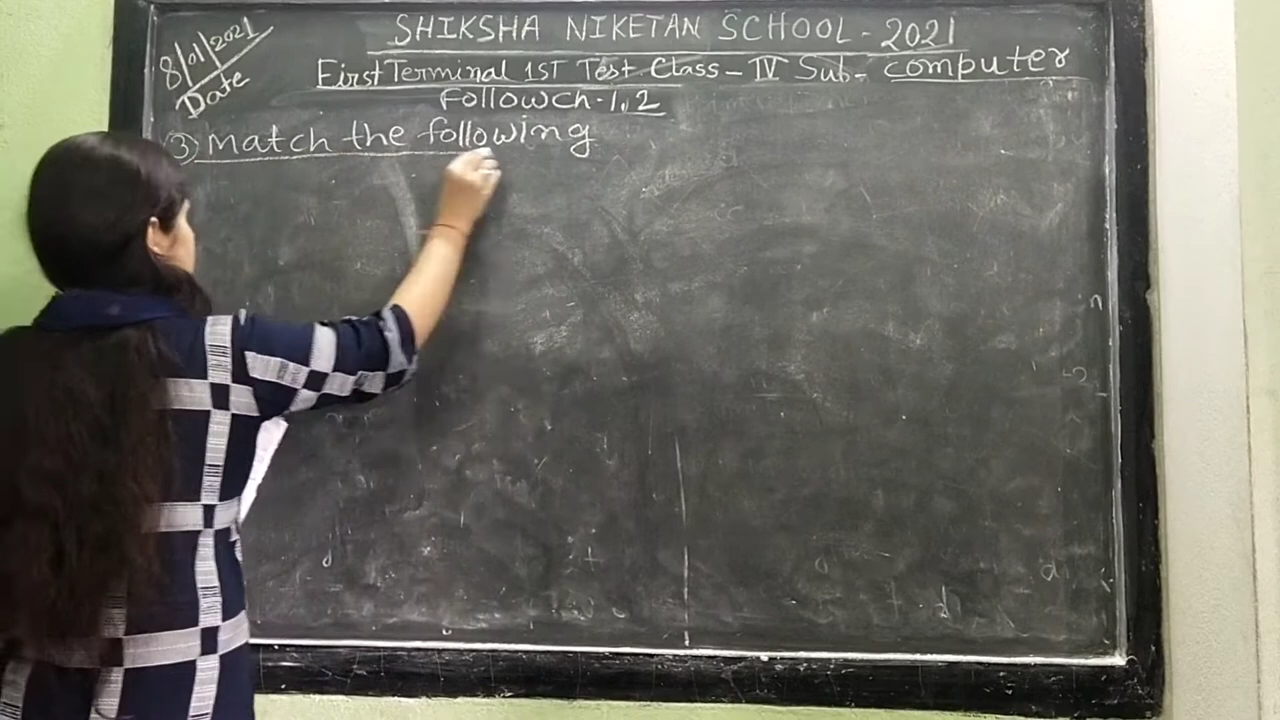 SHIKSHA NIKETAN SCHOOL - 2021
8/01/2021
Date
First Terminal 1ST Test Class - IV Sub - computer
Follow ch. 1, 2
3) Match the following